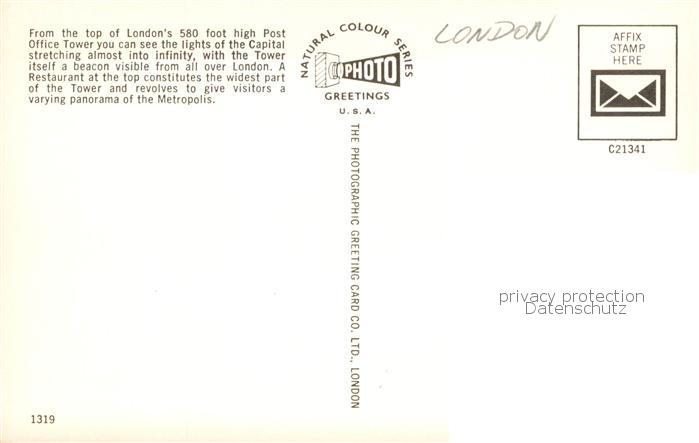 From the top of London's 580 foot high Post
Office Tower you can see the lights of the Capital
stretching almost into infinity, with the Tower
itself a beacon visible from all over London. A
Restaurant at the top constitutes the widest part
of the Tower and revolves to give visitors a
varying panorama of the Metropolis.
NATURAL COLOUR SERIES
PHOTO
GREETINGS
U.S.A.
LONDON
AFFIX
STAMP
HERE
C21341
THE PHOTOGRAPHIC GREETING CARD CO. LTD., LONDON
privacy protection
Datenschutz
1319